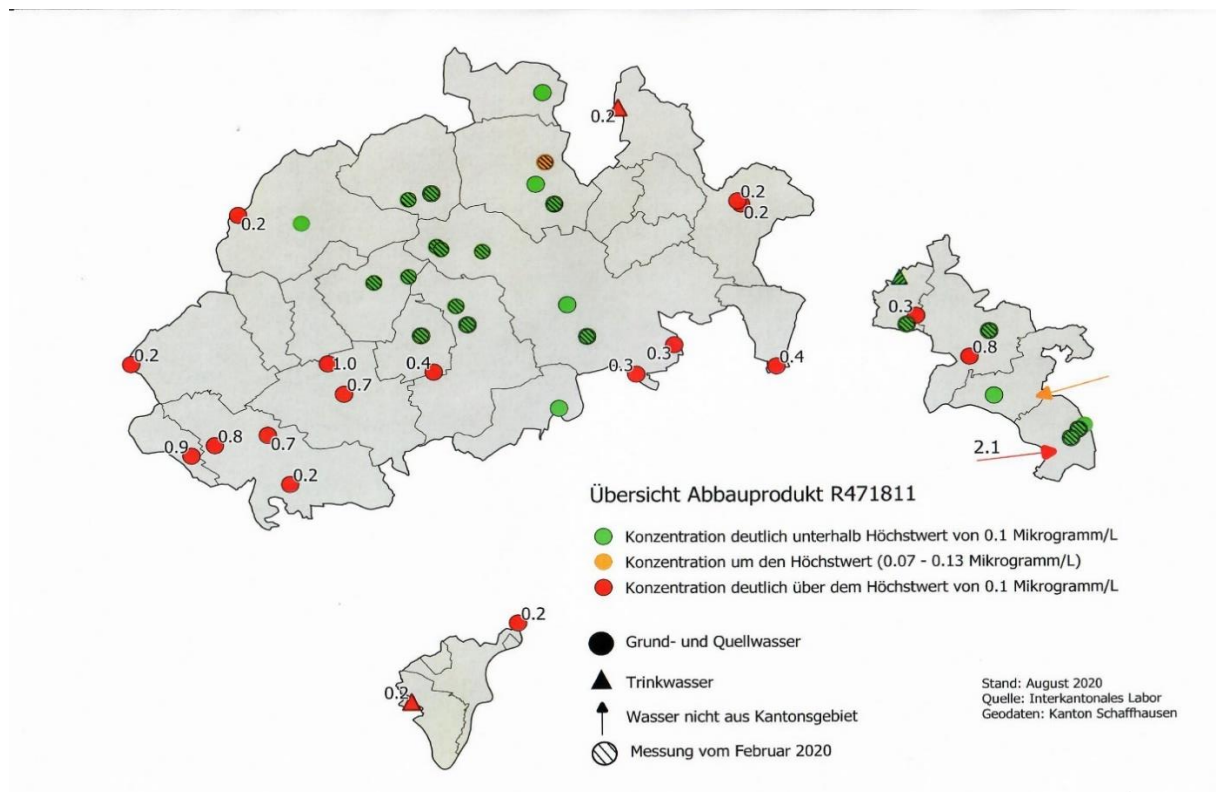 0.2
0.2
0.2
0.2
0.3
0.2
1.0
0.4
0.3
0.3
0.4
0.8
0.7
0.7
0.8
0.9
0.2
2.1
Übersicht Abbauprodukt R471811
Konzentration deutlich unterhalb Höchstwert von 0.1 Mikrogramm/L
Konzentration um den Höchstwert (0.07 - 0.13 Mikrogramm/L)
Konzentration deutlich über dem Höchstwert von 0.1 Mikrogramm/L
0.2
Grund- und Quellwasser
0.2
Trinkwasser
Wasser nicht aus Kantonsgebiet
Messung vom Februar 2020
Stand: August 2020
Quelle: Interkantonales Labor
Geodaten: Kanton Schaffhausen